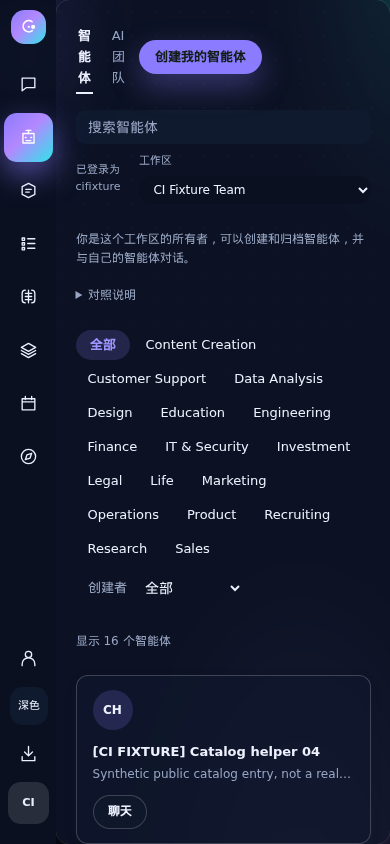 智能体
AI团队
创建我的智能体
搜索智能体
已登录为
cifixture
工作区
CI Fixture Team
你是这个工作区的所有者，可以创建和归档智能体，并
与自己的智能体对话。
对照说明
全部 Content Creation
Customer Support Data Analysis
Design Education Engineering
Finance IT & Security Investment
Legal Life Marketing
Operations Product Recruiting
Research Sales
创建者 全部
显示 16 个智能体
CH
[CI FIXTURE] Catalog helper 04
Synthetic public catalog entry, not a real…
聊天
深色
CI